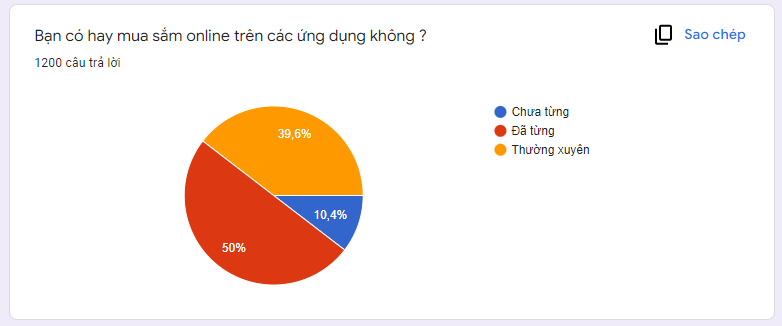 Bạn có hay mua sắm online trên các ứng dụng không ?
Sao chép
1200 câu trả lời
Chưa từng
Đã từng
Thường xuyên
39,6%
10,4%
50%